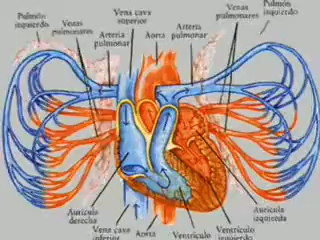 Pulmón
izquierdo
Venas
pulmonares
Arteria
pulmonar
Vena cava
superior
Aorta
Arteria
pulmonar
Venas
pulmonares
Pulmón
izquierdo
Aurícula
derecha
Vena cava
inferior
Aorta
Ventrículo
Ventrículo
izquierdo
Aurícula
izquierda